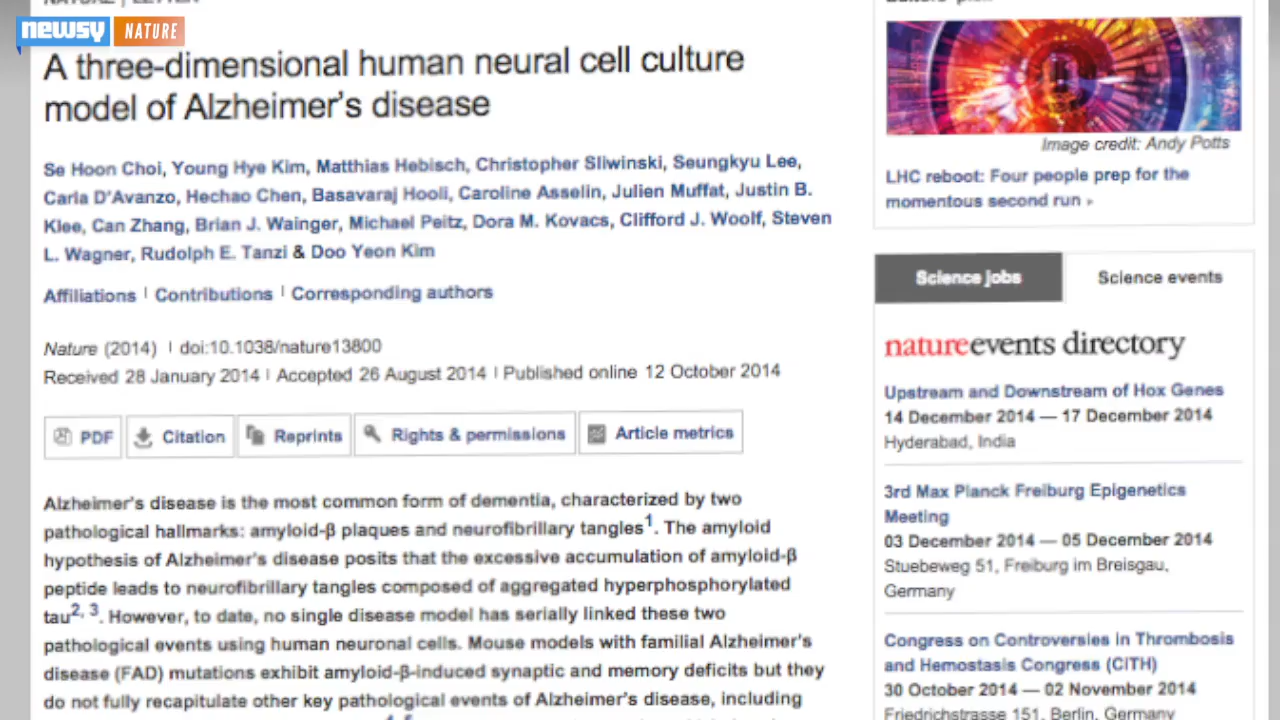 newsy NATURE
A three-dimensional human neural cell culture
model of Alzheimer's disease
Se Hoon Choi, Young Hye Kim, Matthias Hebisch, Christopher Sliwinski, Seungkyu Lee,
Carla D'Avanzo, Hechao Chen, Basavaraj Hooli, Caroline Asselin, Julien Muffat, Justin B.
Klee, Can Zhang, Brian J. Wainger, Michael Peitz, Dora M. Kovacs, Clifford J. Woolf, Steven
L. Wagner, Rudolph E. Tanzi & Doo Yeon Kim
Affiliations | Contributions | Corresponding authors
Nature (2014) | doi:10.1038/nature13800
Received 28 January 2014 | Accepted 26 August 2014 | Published online 12 October 2014
PDF Citation Reprints Rights & permissions Article metrics
Alzheimer's disease is the most common form of dementia, characterized by two
pathological hallmarks: amyloid-β plaques and neurofibrillary tangles1. The amyloid
hypothesis of Alzheimer's disease posits that the excessive accumulation of amyloid-β
peptide leads to neurofibrillary tangles composed of aggregated hyperphosphorylated
tau2, 3. However, to date, no single disease model has serially linked these two
pathological events using human neuronal cells. Mouse models with familial Alzheimer's
disease (FAD) mutations exhibit amyloid-β-induced synaptic and memory deficits but they
do not fully recapitulate other key pathological events of Alzheimer's disease, including
Image credit: Andy Potts
LHC reboot: Four people prep for the
momentous second run ▸
Science jobs Science events
natureevents directory
Upstream and Downstream of Hox Genes
14 December 2014 — 17 December 2014
Hyderabad, India
3rd Max Planck Freiburg Epigenetics
Meeting
03 December 2014 — 05 December 2014
Stuebeweg 51, Freiburg im Breisgau,
Germany
Congress on Controversies in Thrombosis
and Hemostasis Congress (CITH)
30 October 2014 — 02 November 2014
Friedrichstrasse 151, Berlin, Germany